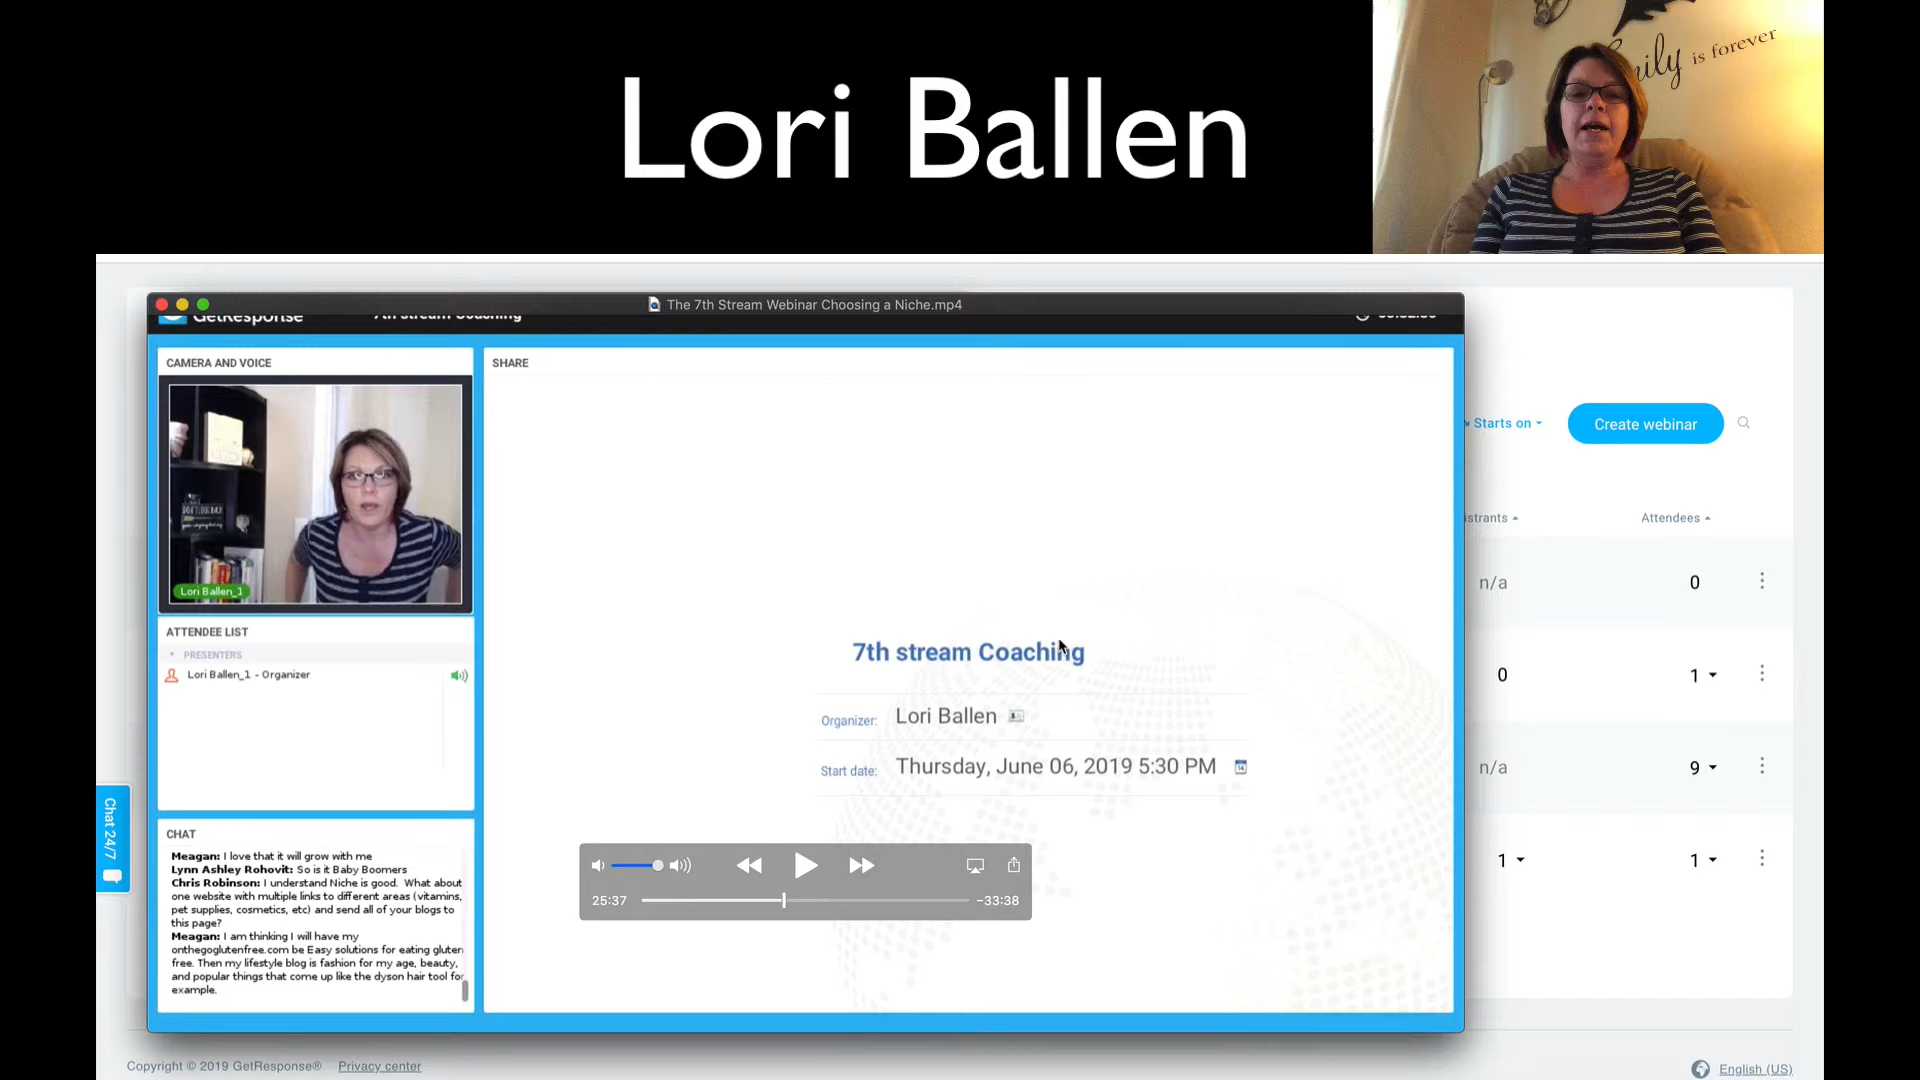 Lori Ballen
is forever
The 7th Stream Webinar Choosing a Niche.mp4
GetResponse
7th stream Coaching
CAMERA AND VOICE
SHARE
Lori Ballen_1
ATTENDEE LIST
PRESENTERS
Lori Ballen_1 - Organizer
7th stream Coaching
Organizer: Lori Ballen
Start date: Thursday, June 06, 2019 5:30 PM
14
CHAT
Meagan: I love that it will grow with me
Lynn Ashley Rohovit: So is it Baby Boomers
Chris Robinson: I understand Niche is good. What about
one website with multiple links to different areas (vitamins,
pet supplies, cosmetics, etc) and send all of your blogs to
this page?
Meagan: I am thinking I will have my
onthegoglutenfree.com be Easy solutions for eating gluten
free. Then my lifestyle blog is fashion for my age, beauty,
and popular things that come up like the dyson hair tool for
example.
25:37
-33:38
Starts on
Create webinar
istrants
Attendees
n/a
0
0
1
n/a
9
1
1
Chat 24/7
Copyright © 2019 GetResponse®
Privacy center
English (US)